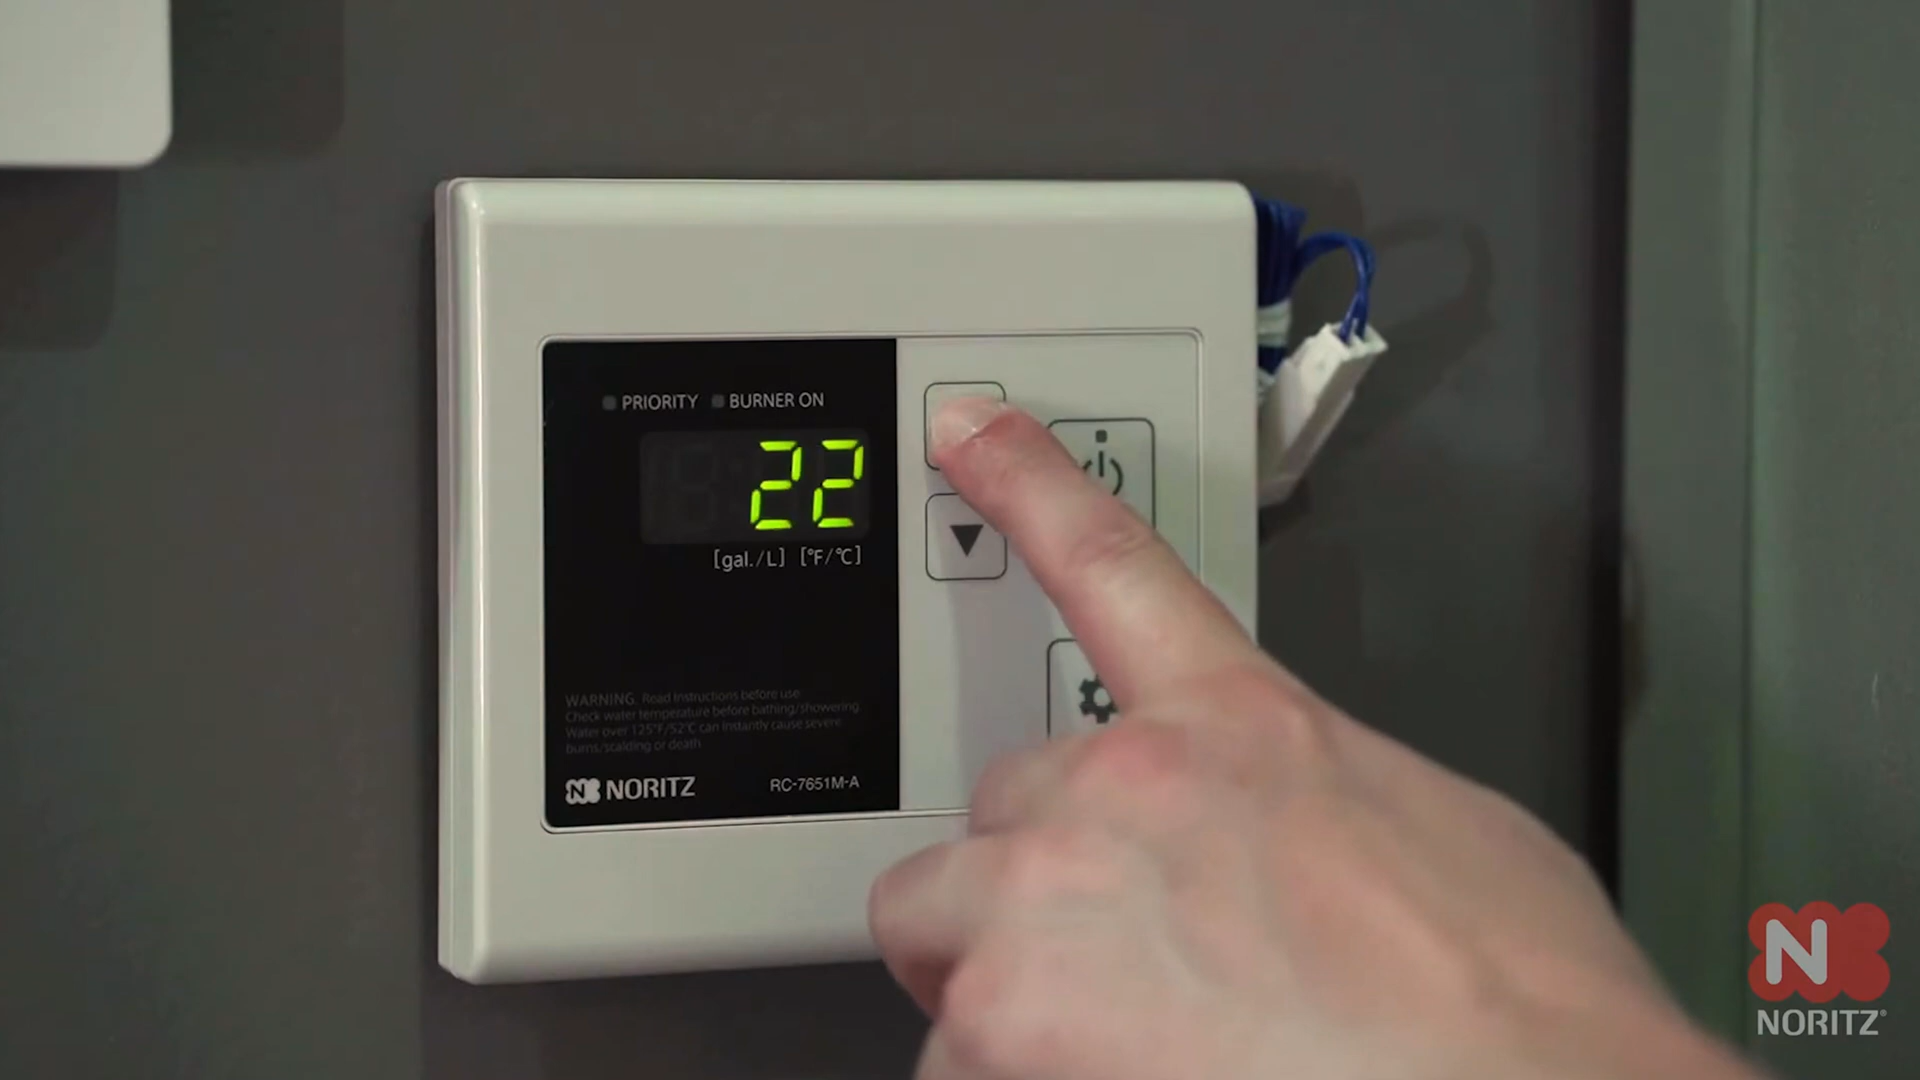 PRIORITY BURNER ON
22
[gal./L] [°F/°C]
WARNING. Read instructions before use.
Check water temperature before bathing/showering.
Water over 125°F/52°C can instantly cause severe
burns/scalding or death
N NORITZ RC-7651M-A
N
NORITZ®